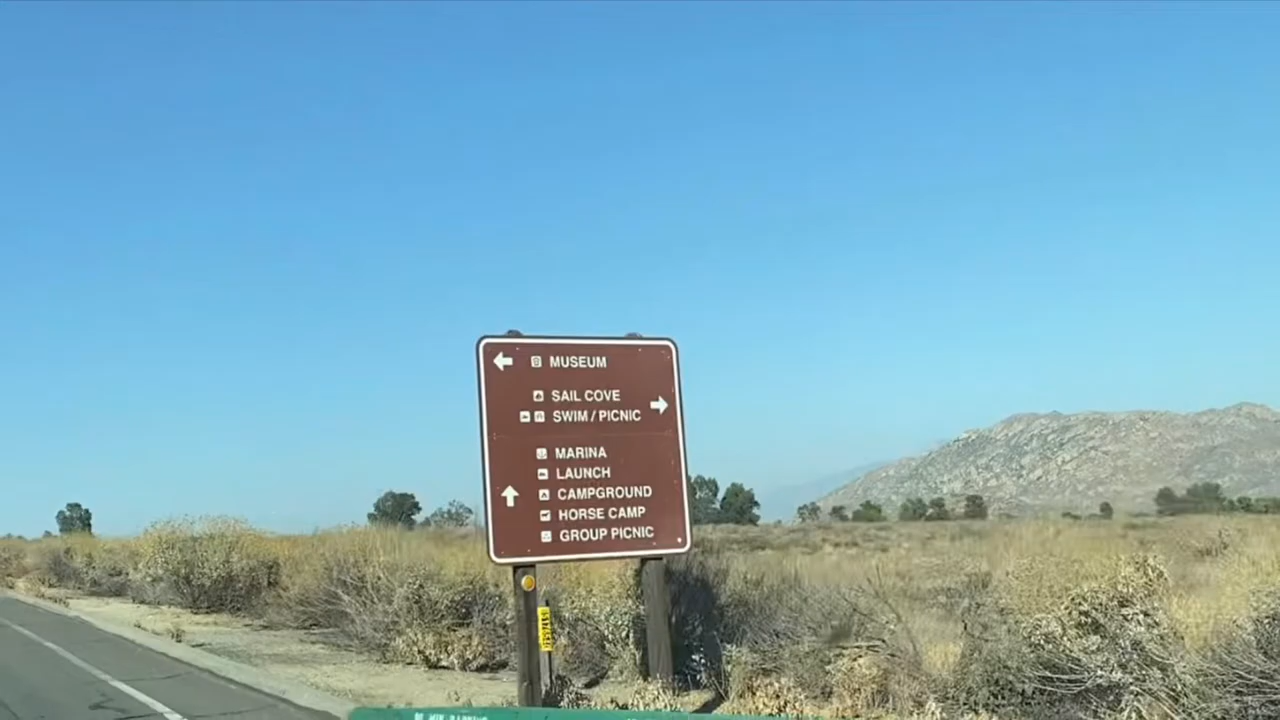 MUSEUM
SAIL COVE
SWIM / PICNIC
MARINA
LAUNCH
CAMPGROUND
HORSE CAMP
GROUP PICNIC